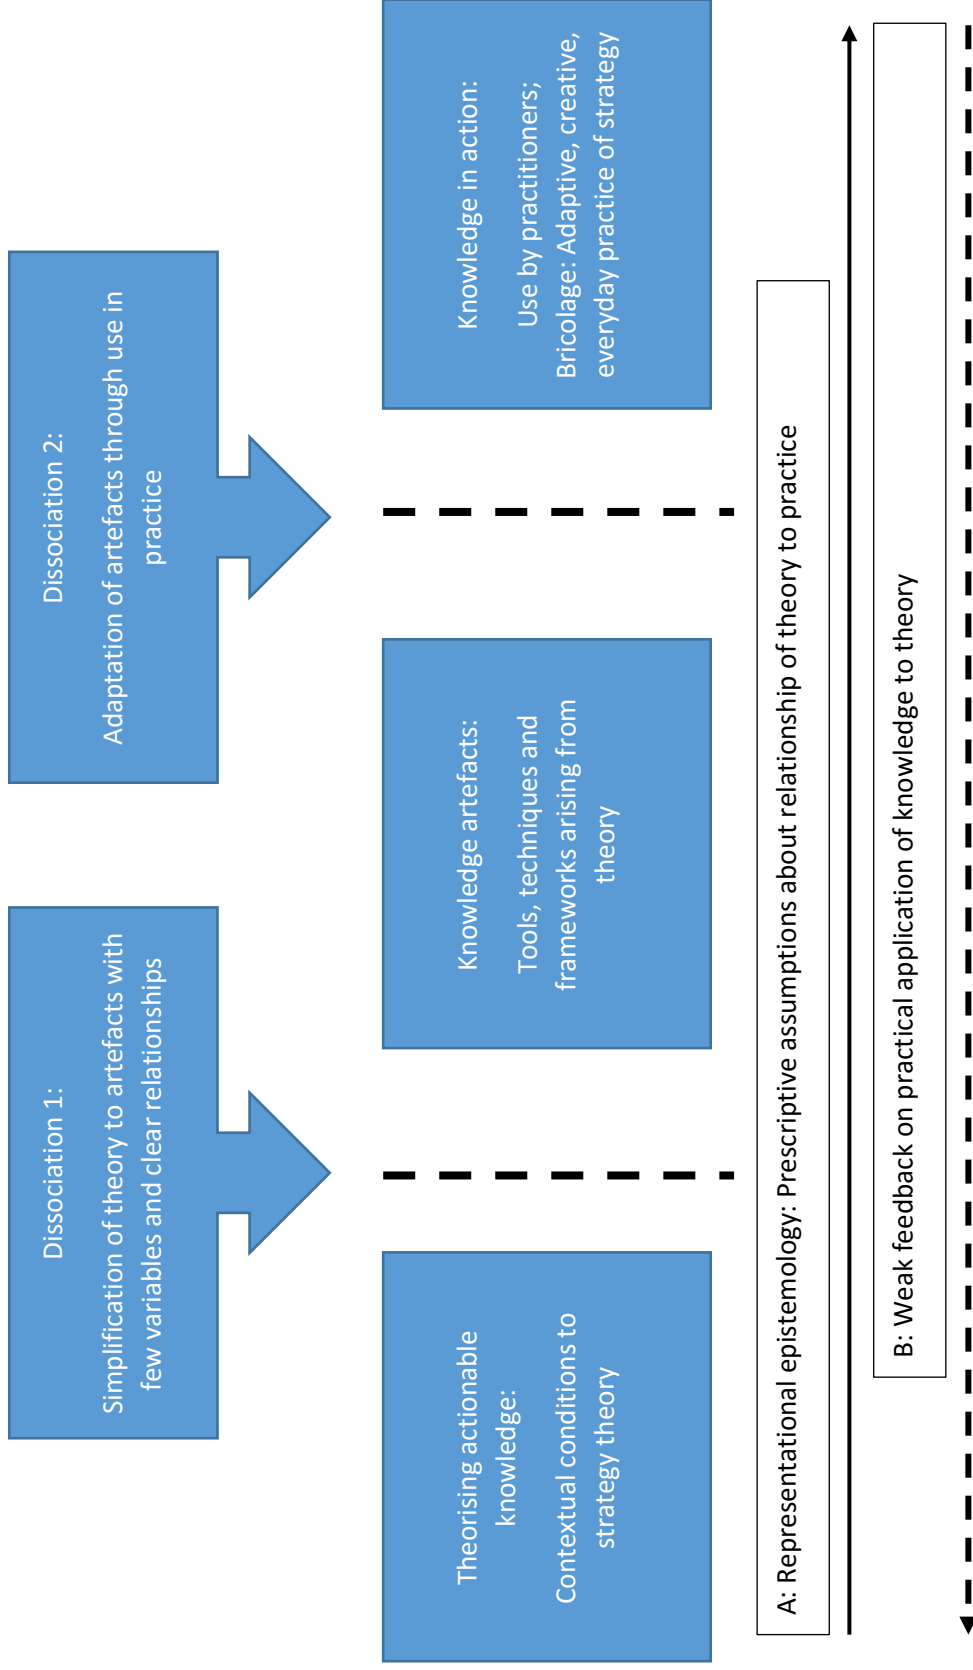 Dissociation 1:
Simplification of theory to artefacts with
few variables and clear relationships
Dissociation 2:
Adaptation of artefacts through use in
practice
Theorising actionable
knowledge:
Contextual conditions to
strategy theory
Knowledge artefacts:
Tools, techniques and
frameworks arising from
theory
Knowledge in action:
Use by practitioners;
Bricolage: Adaptive, creative,
everyday practice of strategy
A: Representational epistemology: Prescriptive assumptions about relationship of theory to practice
B: Weak feedback on practical application of knowledge to theory